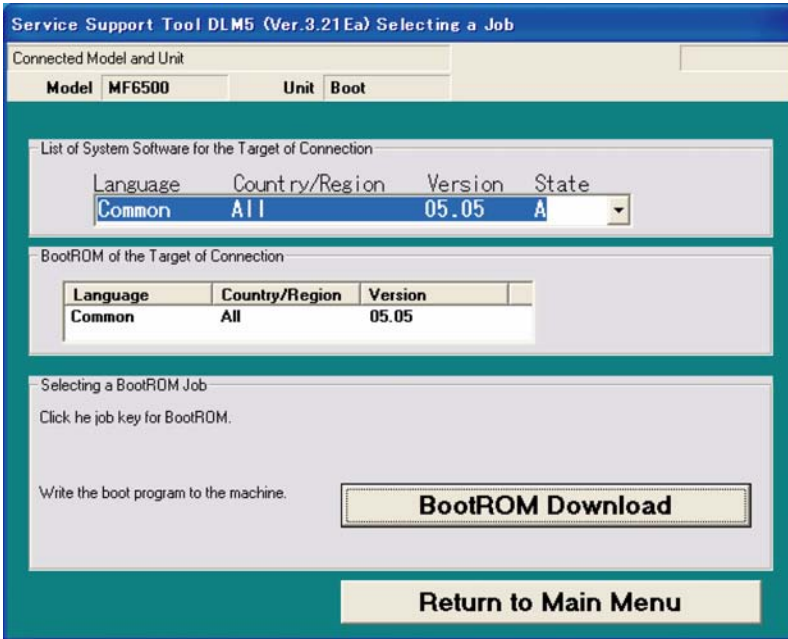 Service Support Tool DLM5 (Ver.3.21Ea) Selecting a Job
Connected Model and Unit
Model MF6500 Unit Boot
List of System Software for the Target of Connection
Language Country/Region Version State
Common All 05.05 A
BootROM of the Target of Connection
Language Country/Region Version
Common All 05.05
Selecting a BootROM Job
Click he job key for BootROM.
Write the boot program to the machine. BootROM Download
Return to Main Menu